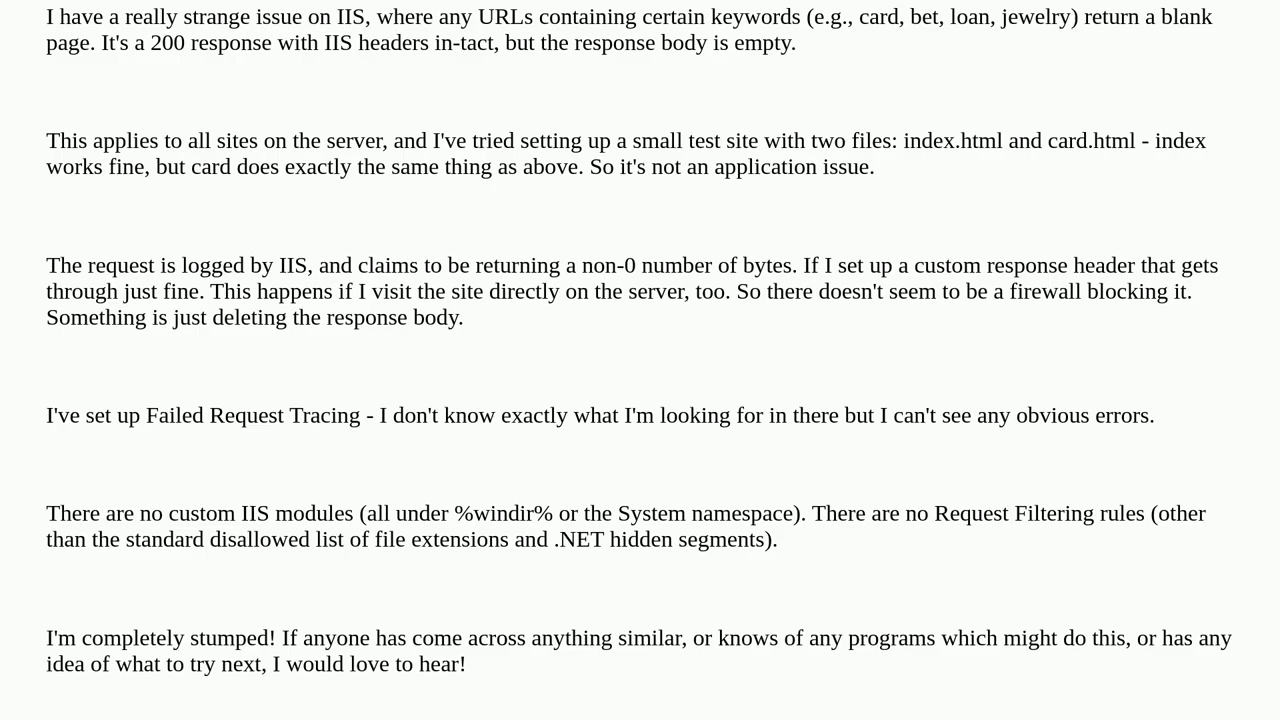 I have a really strange issue on IIS, where any URLs containing certain keywords (e.g., card, bet, loan, jewelry) return a blank
page. It's a 200 response with IIS headers in-tact, but the response body is empty.
This applies to all sites on the server, and I've tried setting up a small test site with two files: index.html and card.html - index
works fine, but card does exactly the same thing as above. So it's not an application issue.
The request is logged by IIS, and claims to be returning a non-0 number of bytes. If I set up a custom response header that gets
through just fine. This happens if I visit the site directly on the server, too. So there doesn't seem to be a firewall blocking it.
Something is just deleting the response body.
I've set up Failed Request Tracing - I don't know exactly what I'm looking for in there but I can't see any obvious errors.
There are no custom IIS modules (all under %windir% or the System namespace). There are no Request Filtering rules (other
than the standard disallowed list of file extensions and .NET hidden segments).
I'm completely stumped! If anyone has come across anything similar, or knows of any programs which might do this, or has any
idea of what to try next, I would love to hear!